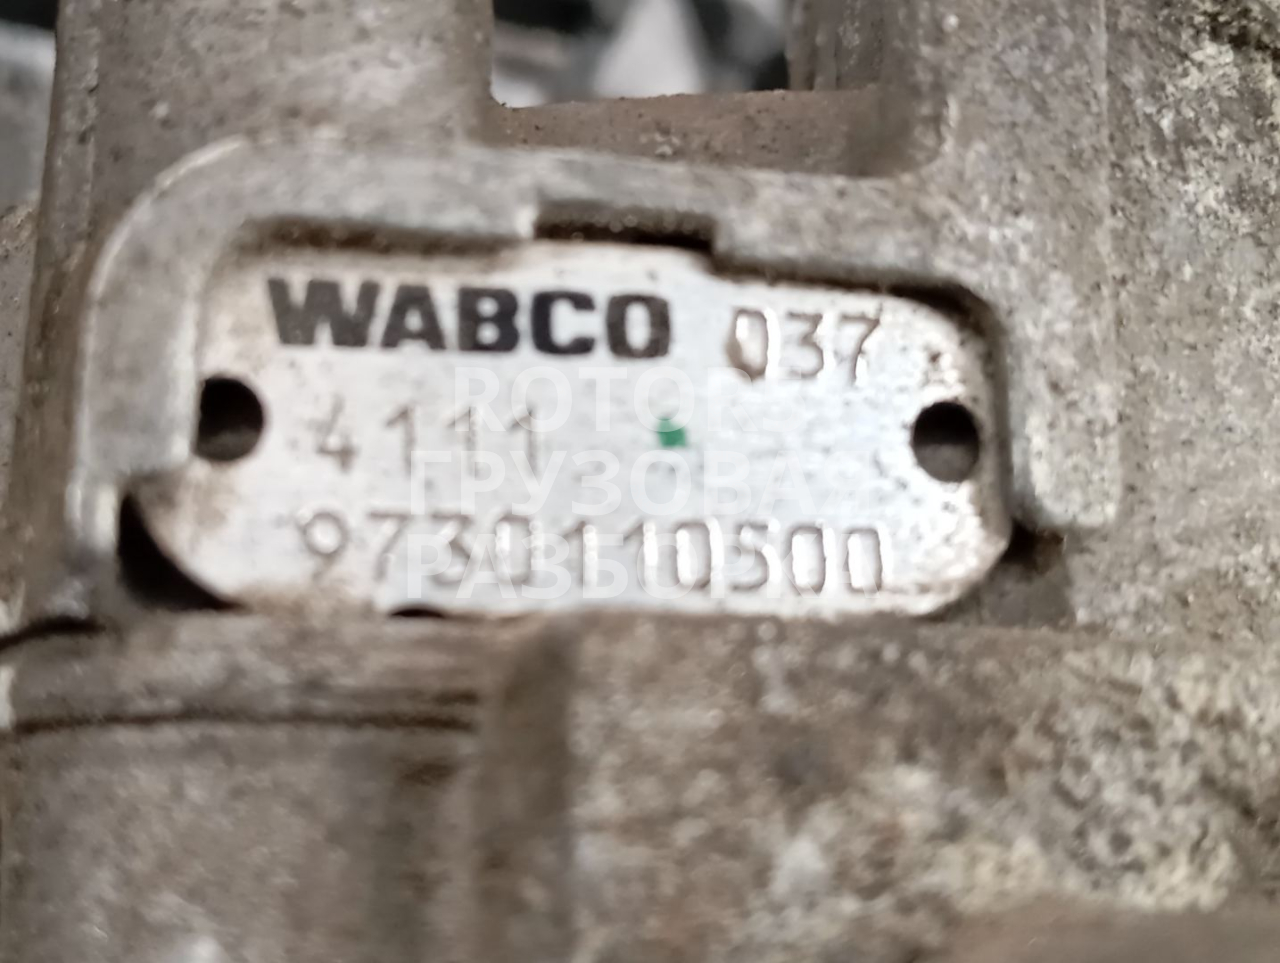 WABCO 037
ROTOR
4111
ГРУЗОВАЯ
9730110500
РАЗБОРКА